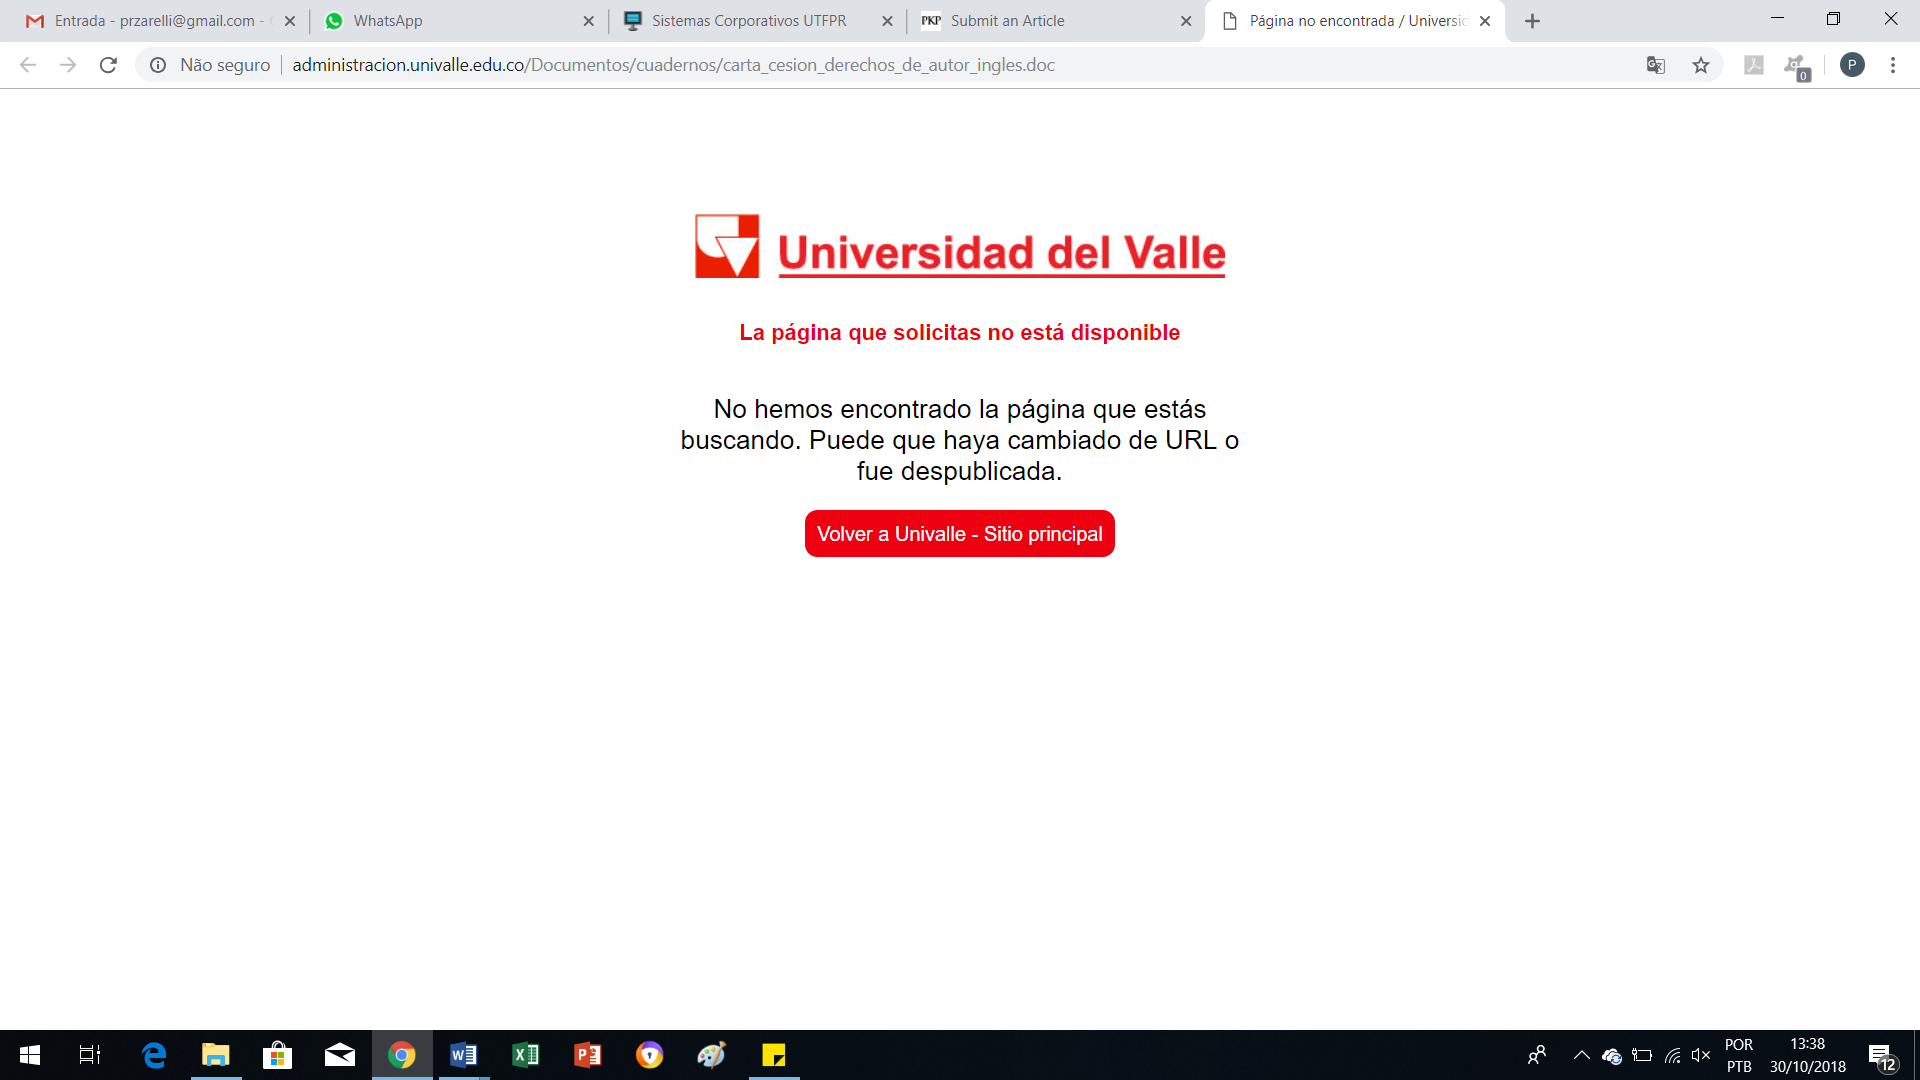 Entrada - przarelli@gmail.com -
WhatsApp
Sistemas Corporativos UTFPR
PKP Submit an Article
Página no encontrada / Universid
Não seguro administracion.univalle.edu.co/Documentos/cuadernos/carta_cesion_derechos_de_autor_ingles.doc
0
P
Universidad del Valle
La página que solicitas no está disponible
No hemos encontrado la página que estás
buscando. Puede que haya cambiado de URL o
fue despublicada.
Volver a Univalle - Sitio principal
POR
PTB
13:38
30/10/2018
12